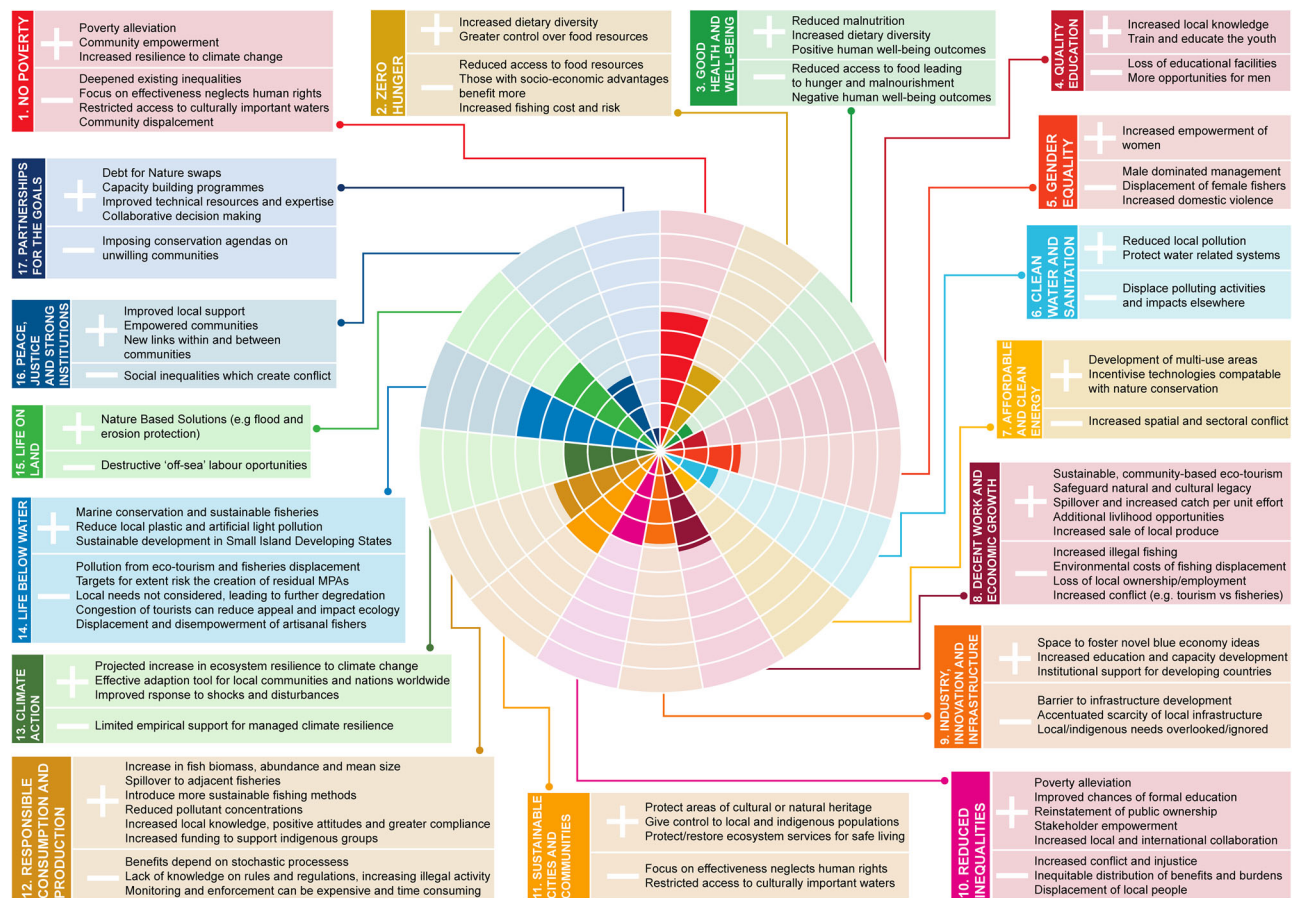 1. NO POVERTY
Poverty alleviation
Community empowerment
Increased resilience to climate change
Deepened existing inequalities
Focus on effectiveness neglects human rights
Restricted access to culturally important waters
Community dispalcement
2. ZERO
HUNGER
Increased dietary diversity
Greater control over food resources
Reduced access to food resources
Those with socio-economic advantages
benefit more
Increased fishing cost and risk
3. GOOD
HEALTH AND
WELL-BEING
Reduced malnutrition
Increased dietary diversity
Positive human well-being outcomes
Reduced access to food leading
to hunger and malnourishment
Negative human well-being outcomes
4. QUALITY
EDUCATION
Increased local knowledge
Train and educate the youth
Loss of educational facilities
More opportunities for men
5. GENDER
EQUALITY
Increased empowerment of
women
Male dominated management
Displacement of female fishers
Increased domestic violence
6. CLEAN
WATER AND
SANITATION
Reduced local pollution
Protect water related systems
Displace polluting activities
and impacts elsewhere
7. AFFORDABLE
AND CLEAN
ENERGY
Development of multi-use areas
Incentivise technologies compatable
with nature conservation
Increased spatial and sectoral conflict
8. DECENT WORK AND
ECONOMIC GROWTH
Sustainable, community-based eco-tourism
Safeguard natural and cultural legacy
Spillover and increased catch per unit effort
Additional livlihood opportunities
Increased sale of local produce
Increased illegal fishing
Environmental costs of fishing displacement
Loss of local ownership/employment
Increased conflict (e.g. tourism vs fisheries)
9. INDUSTRY,
INNOVATION AND
INFRASTRUCTURE
Space to foster novel blue economy ideas
Increased education and capacity development
Institutional support for developing countries
Barrier to infrastructure development
Accentuated scarcity of local infrastructure
Local/indigenous needs overlooked/ignored
10. REDUCED
INEQUALITIES
Poverty alleviation
Improved chances of formal education
Reinstatement of public ownership
Stakeholder empowerment
Increased local and international collaboration
Increased conflict and injustice
Inequitable distribution of benefits and burdens
Displacement of local people
11. SUSTAINABLE
CITIES AND
COMMUNITIES
Protect areas of cultural or natural heritage
Give control to local and indigenous populations
Protect/restore ecosystem services for safe living
Focus on effectiveness neglects human rights
Restricted access to culturally important waters
12. RESPONSIBLE
CONSUMPTION AND
PRODUCTION
Increase in fish biomass, abundance and mean size
Spillover to adjacent fisheries
Introduce more sustainable fishing methods
Reduced pollutant concentrations
Increased local knowledge, positive attitudes and greater compliance
Increased funding to support indigenous groups
Benefits depend on stochastic processess
Lack of knowledge on rules and regulations, increasing illegal activity
Monitoring and enforcement can be expensive and time consuming
13. CLIMATE
ACTION
Projected increase in ecosystem resilience to climate change
Effective adaption tool for local communities and nations worldwide
Improved rsponse to shocks and disturbances
Limited empirical support for managed climate resilience
14. LIFE BELOW WATER
Marine conservation and sustainable fisheries
Reduce local plastic and artificial light pollution
Sustainable development in Small Island Developing States
Pollution from eco-tourism and fisheries displacement
Targets for extent risk the creation of residual MPAs
Local needs not considered, leading to further degredation
Congestion of tourists can reduce appeal and impact ecology
Displacement and disempowerment of artisanal fishers
15. LIFE ON
LAND
Nature Based Solutions (e.g flood and
erosion protection)
Destructive 'off-sea' labour oportunities
16. PEACE,
JUSTICE
AND STRONG
INSTITUTIONS
Improved local support
Empowered communities
New links within and between
communities
Social inequalities which create conflict
17. PARTNERSHIPS
FOR THE GOALS
Debt for Nature swaps
Capacity building programmes
Improved technical resources and expertise
Collaborative decision making
Imposing conservation agendas on
unwilling communities